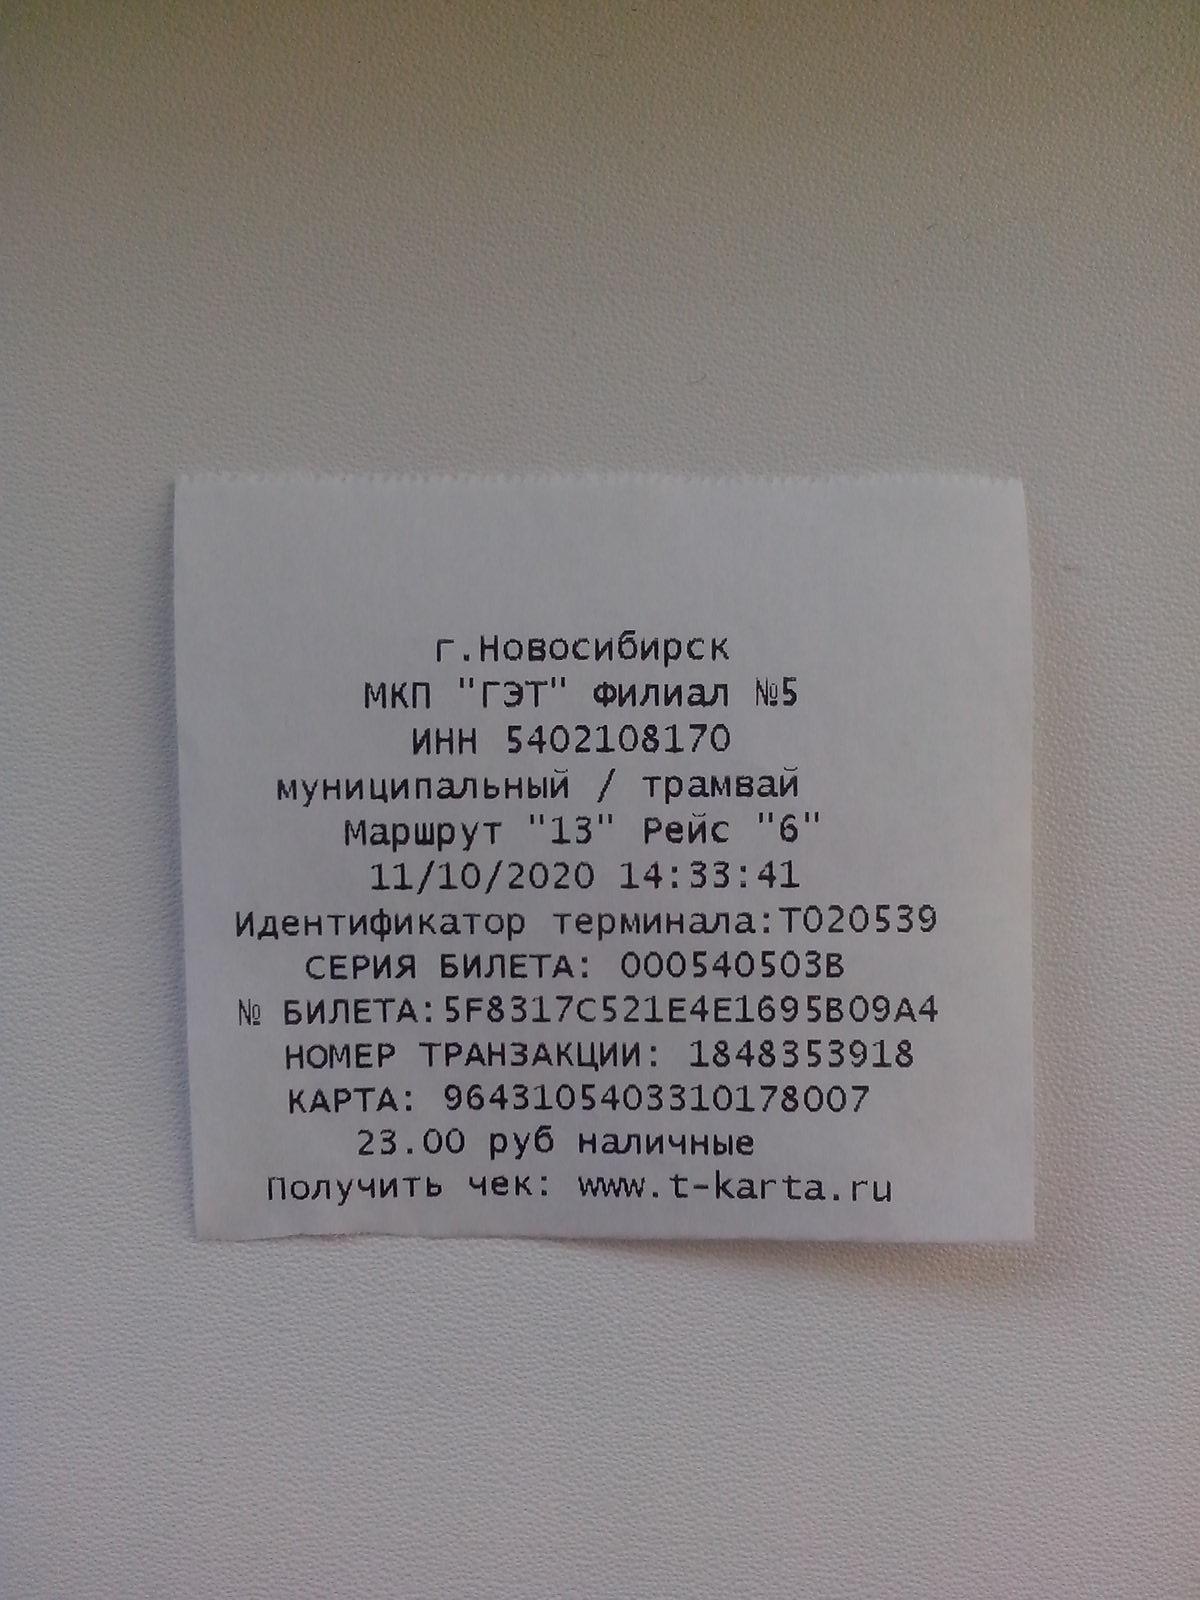 г.Новосибирск
МКП "ГЭТ" Филиал №5
ИНН 5402108170
муниципальный / трамвай
Маршрут "13" Рейс "6"
11/10/2020 14:33:41
Идентификатор терминала:T020539
СЕРИЯ БИЛЕТА: 000540503B
№ БИЛЕТА:5F8317C521E4E1695B09A4
НОМЕР ТРАНЗАКЦИИ: 1848353918
КАРТА: 9643105403310178007
23.00 руб наличные
Получить чек: www.t-karta.ru